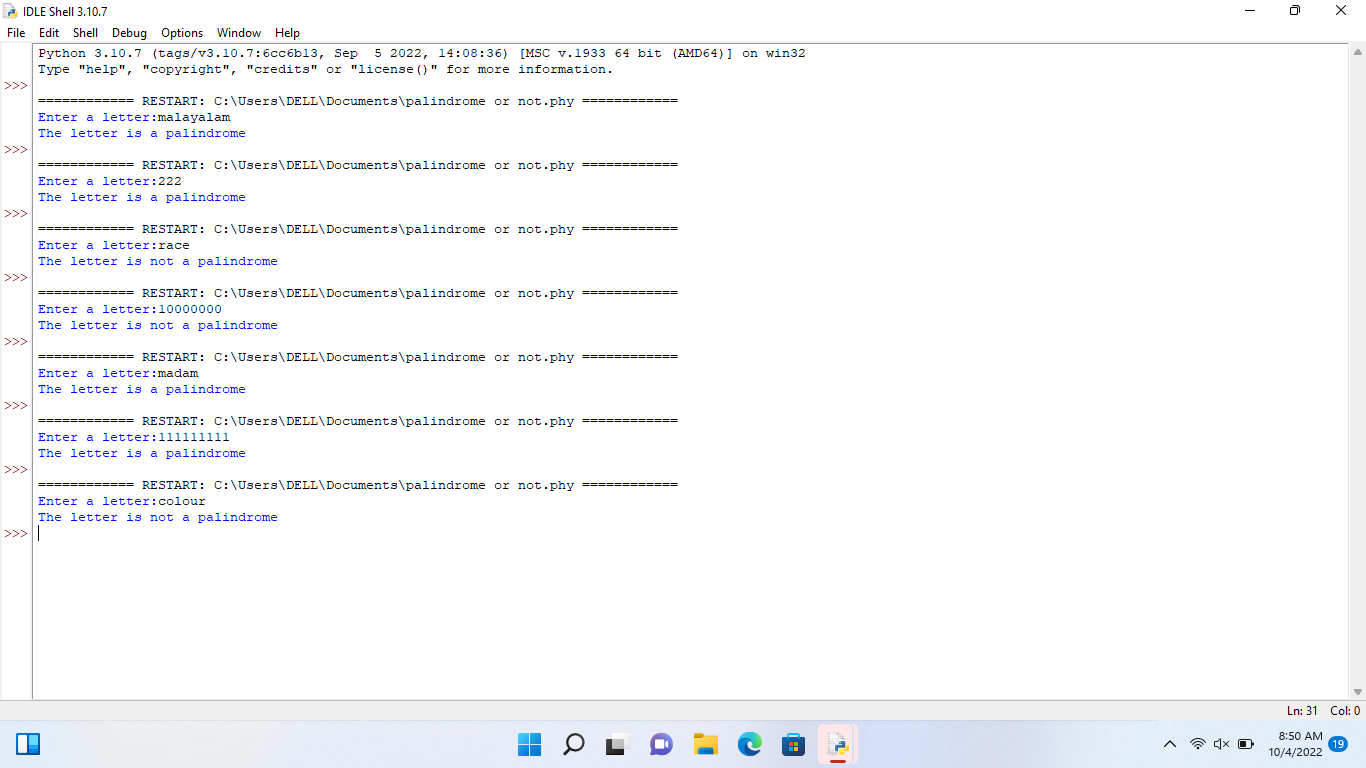 IDLE Shell 3.10.7
File Edit Shell Debug Options Window Help
Python 3.10.7 (tags/v3.10.7:6cc6b13, Sep  5 2022, 14:08:36) [MSC v.1933 64 bit (AMD64)] on win32
Type "help", "copyright", "credits" or "license()" for more information.
>>>
============ RESTART: C:\Users\DELL\Documents\palindrome or not.phy ============
Enter a letter:malayalam
The letter is a palindrome
>>>
============ RESTART: C:\Users\DELL\Documents\palindrome or not.phy ============
Enter a letter:222
The letter is a palindrome
>>>
============ RESTART: C:\Users\DELL\Documents\palindrome or not.phy ============
Enter a letter:race
The letter is not a palindrome
>>>
============ RESTART: C:\Users\DELL\Documents\palindrome or not.phy ============
Enter a letter:10000000
The letter is not a palindrome
>>>
============ RESTART: C:\Users\DELL\Documents\palindrome or not.phy ============
Enter a letter:madam
The letter is a palindrome
>>>
============ RESTART: C:\Users\DELL\Documents\palindrome or not.phy ============
Enter a letter:111111111
The letter is a palindrome
>>>
============ RESTART: C:\Users\DELL\Documents\palindrome or not.phy ============
Enter a letter:colour
The letter is not a palindrome
>>>
Ln: 31 Col: 0
8:50 AM
10/4/2022
19